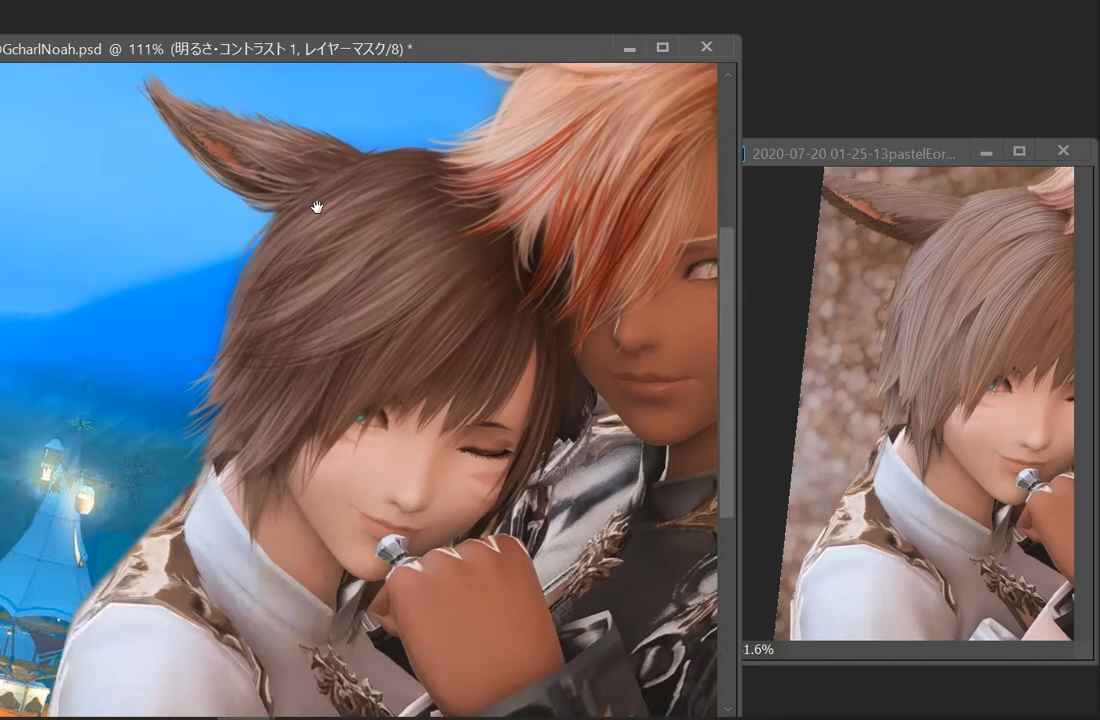 GcharlNoah.psd @ 111% (明るさ・コントラスト 1, レイヤーマスク/8) *
2020-07-20 01-25-13pastelEor...
1.6%